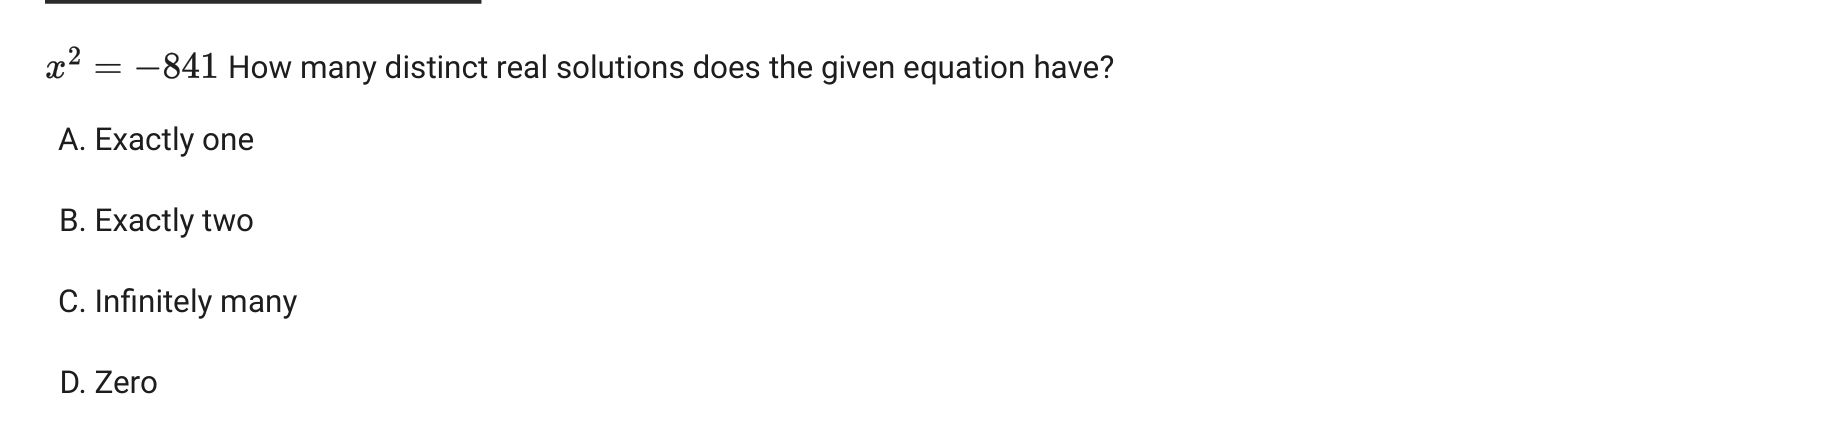 x² = −841 How many distinct real solutions does the given equation have?
A. Exactly one
B. Exactly two
C. Infinitely many
D. Zero